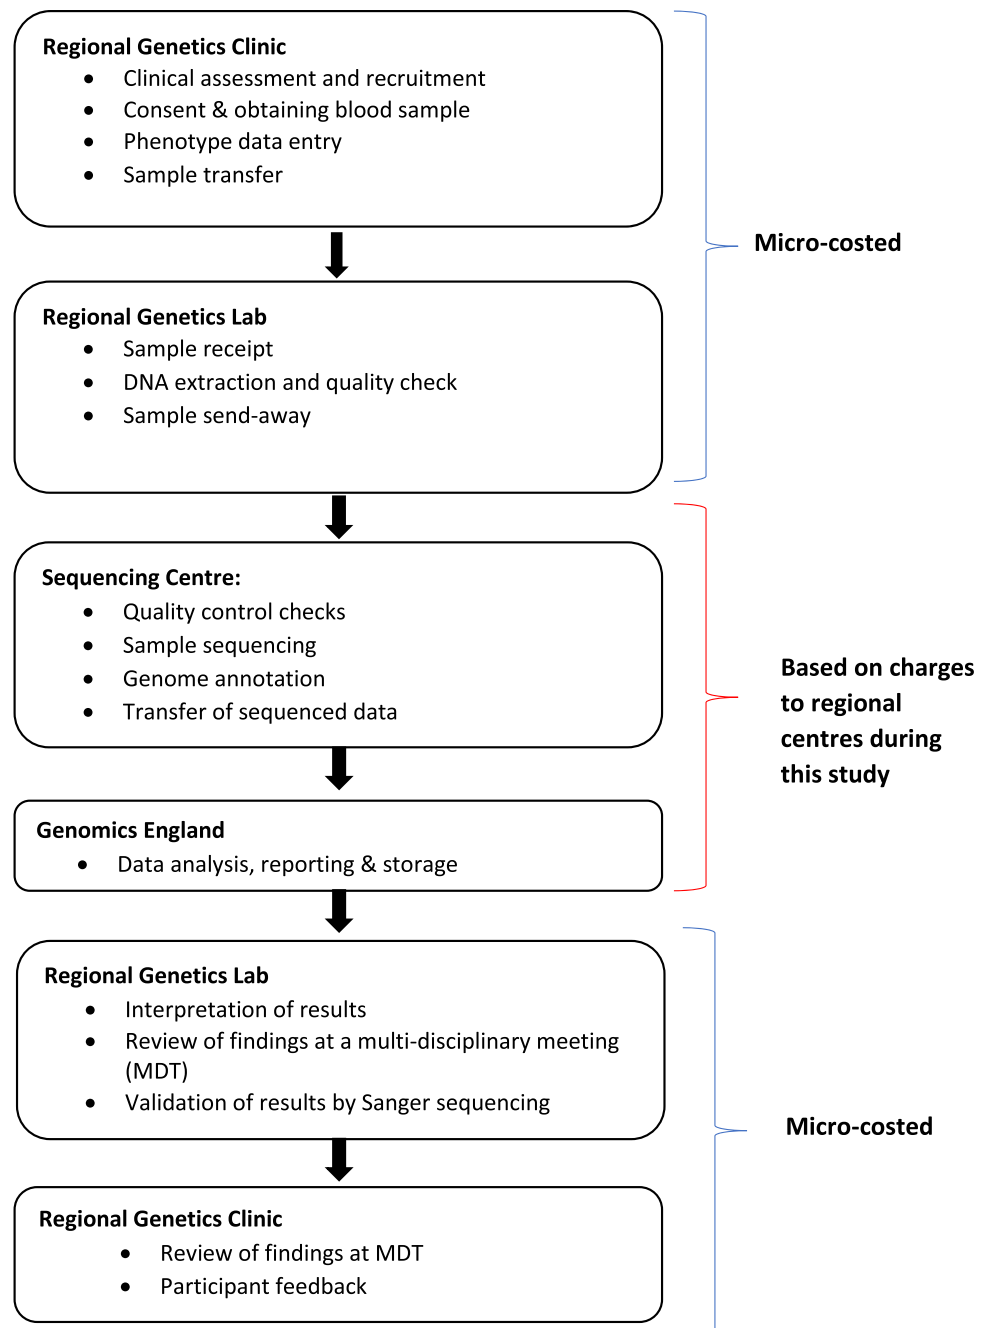 Regional Genetics Clinic
• Clinical assessment and recruitment
• Consent & obtaining blood sample
• Phenotype data entry
• Sample transfer
Micro-costed
Regional Genetics Lab
• Sample receipt
• DNA extraction and quality check
• Sample send-away
Sequencing Centre:
• Quality control checks
• Sample sequencing
• Genome annotation
• Transfer of sequenced data
Based on charges
to regional
centres during
this study
Genomics England
• Data analysis, reporting & storage
Regional Genetics Lab
• Interpretation of results
• Review of findings at a multi-disciplinary meeting
(MDT)
• Validation of results by Sanger sequencing
Micro-costed
Regional Genetics Clinic
• Review of findings at MDT
• Participant feedback